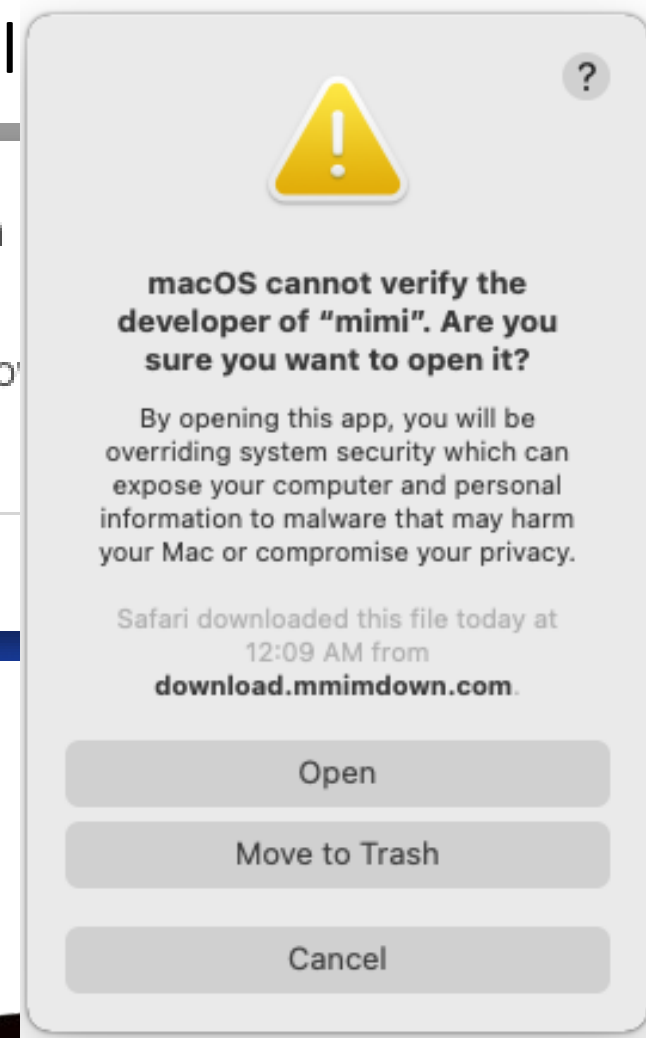 ?
macOS cannot verify the
developer of “mimi”. Are you
sure you want to open it?
By opening this app, you will be
overriding system security which can
expose your computer and personal
information to malware that may harm
your Mac or compromise your privacy.
Safari downloaded this file today at
12:09 AM from
download.mmimdown.com.
Open
Move to Trash
Cancel